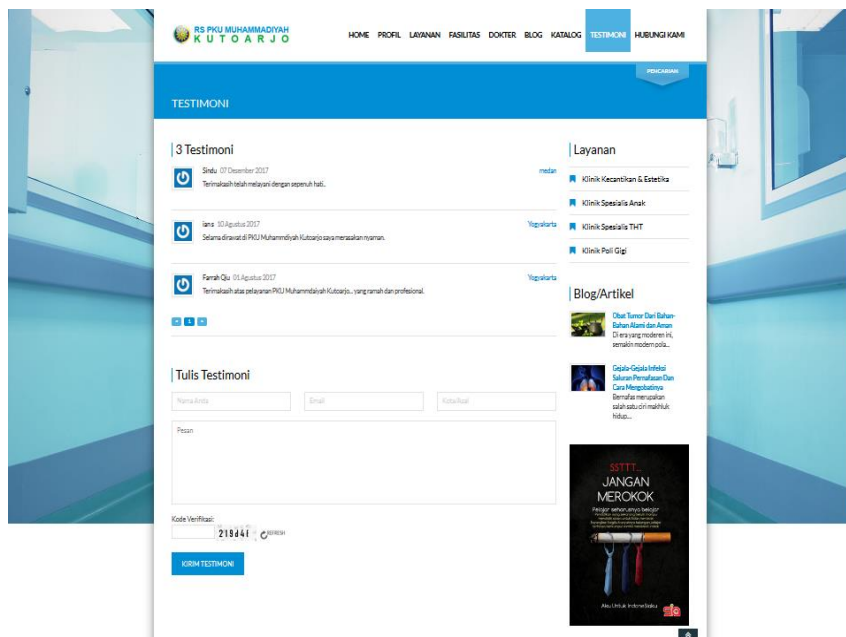 RS PKU MUHAMMADIYAH
KUTOARJO
HOME PROFIL LAYANAN FASILITAS DOKTER BLOG KATALOG TESTIMONI HUBUNGI KAMI
PENCARIAN
TESTIMONI
3 Testimoni
Sindu 07 Desember 2017
medan
Terimakasih telah melayani dengan sepenuh hati..
ians 10 Agustus 2017
Yogyakarta
Selama dirawat di PKU Muhammdiyah Kutoarjo saya merasakan nyaman.
Farrah Qiu 01 Agustus 2017
Yogyakarta
Terimakasih atas pelayanan PKU Muhammdaiyah Kutoarjo... yang ramah dan profesional.
1
Tulis Testimoni
Nama Anda
Email
Kota Asal
Pesan
Kode Verifikasi:
219d41
REFRESH
KIRIM TESTIMONI
Layanan
Klinik Kecantikan & Estetika
Klinik Spesialis Anak
Klinik Spesialis THT
Klinik Poli Gigi
Blog/Artikel
Obat Tumor Dari Bahan-
Bahan Alami dan Aman
Di era yang moderen ini,
semakin modern pola...
Gejala-Gejala Infeksi
Saluran Pernafasan Dan
Cara Mengobatinya
Bernafas merupakan
salah satu ciri makhluk
hidup...
SSTTT...
JANGAN
MEROKOK
Pelajar seharusnya belajar
Aku Untuk Indonesiaku